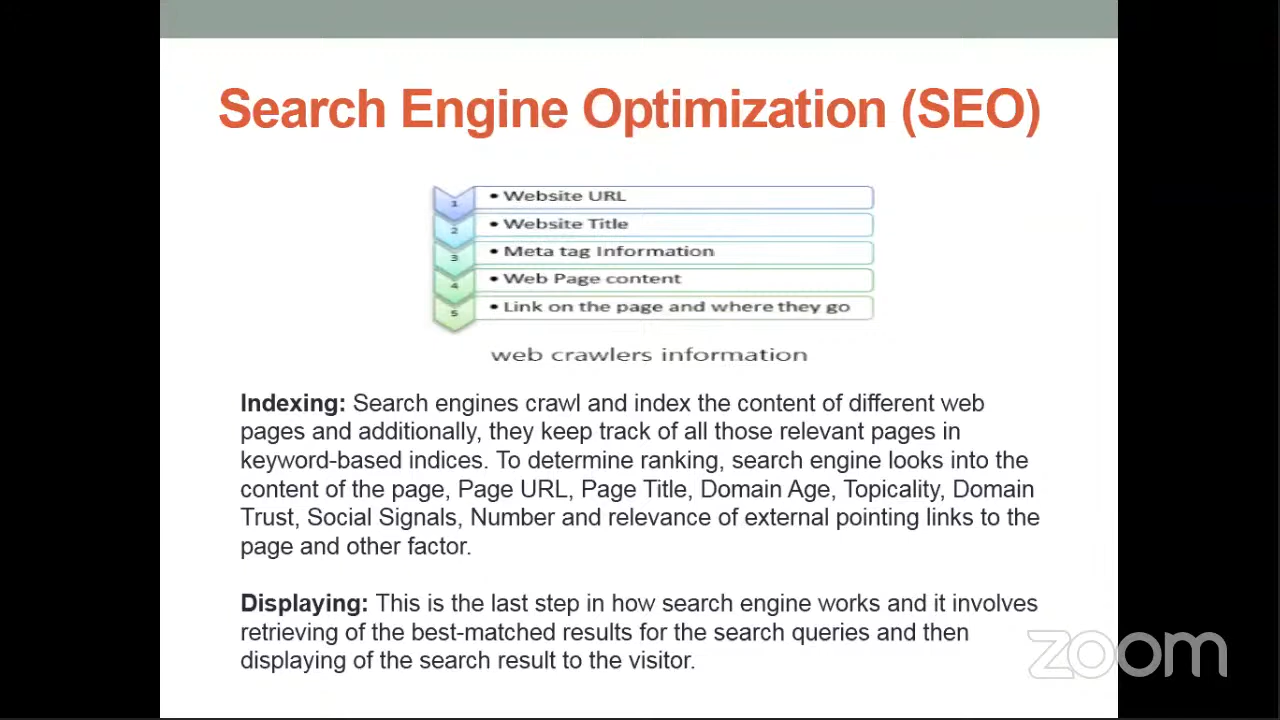 Search Engine Optimization (SEO)
1 • Website URL
2 • Website Title
3 • Meta tag Information
4 • Web Page content
5 • Link on the page and where they go
web crawlers information
Indexing: Search engines crawl and index the content of different web
pages and additionally, they keep track of all those relevant pages in
keyword-based indices. To determine ranking, search engine looks into the
content of the page, Page URL, Page Title, Domain Age, Topicality, Domain
Trust, Social Signals, Number and relevance of external pointing links to the
page and other factor.
Displaying: This is the last step in how search engine works and it involves
retrieving of the best-matched results for the search queries and then
displaying of the search result to the visitor.
zoom